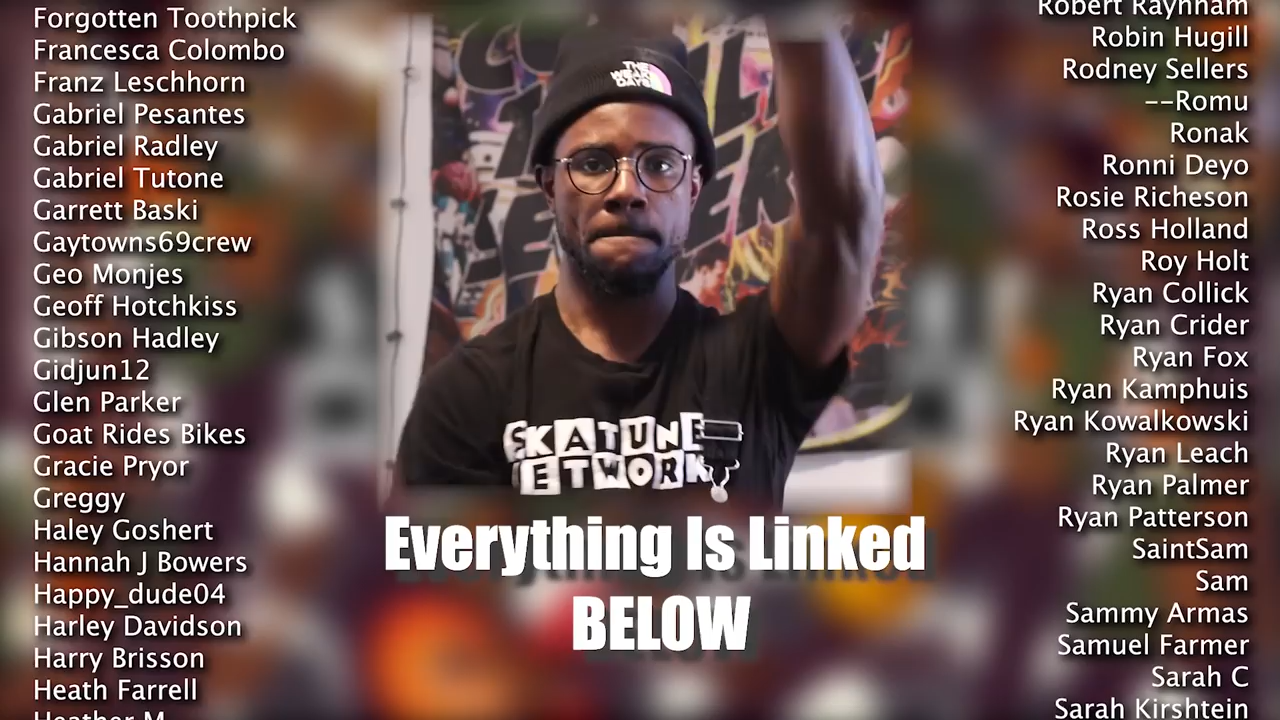 Forgotten Toothpick
Francesca Colombo
Franz Leschhorn
Gabriel Pesantes
Gabriel Radley
Gabriel Tutone
Garrett Baski
Gaytowns69crew
Geo Monjes
Geoff Hotchkiss
Gibson Hadley
Gidjun12
Glen Parker
Goat Rides Bikes
Gracie Pryor
Greggy
Haley Goshert
Hannah J Bowers
Happy_dude04
Harley Davidson
Harry Brisson
Heath Farrell
Heather M
THE
WEAK
DAYS
SKATUNE
NETWORK
Everything Is Linked
BELOW
Robert Raynham
Robin Hugill
Rodney Sellers
--Romu
Ronak
Ronni Deyo
Rosie Richeson
Ross Holland
Roy Holt
Ryan Collick
Ryan Crider
Ryan Fox
Ryan Kamphuis
Ryan Kowalkowski
Ryan Leach
Ryan Palmer
Ryan Patterson
SaintSam
Sam
Sammy Armas
Samuel Farmer
Sarah C
Sarah Kirshtein